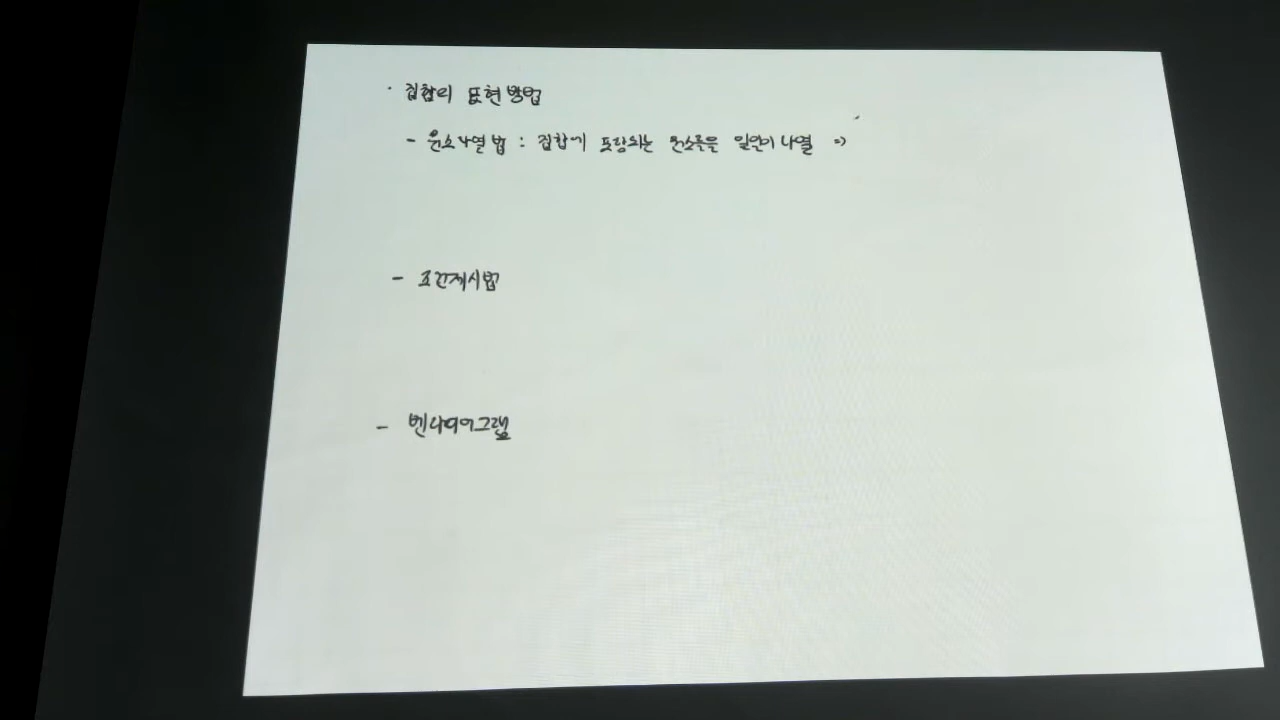 · 집합의 표현방법
- 원소나열법 : 집합에 포함되는 원소들을 일일이 나열 =>
- 조건제시법
- 벤다이어그램